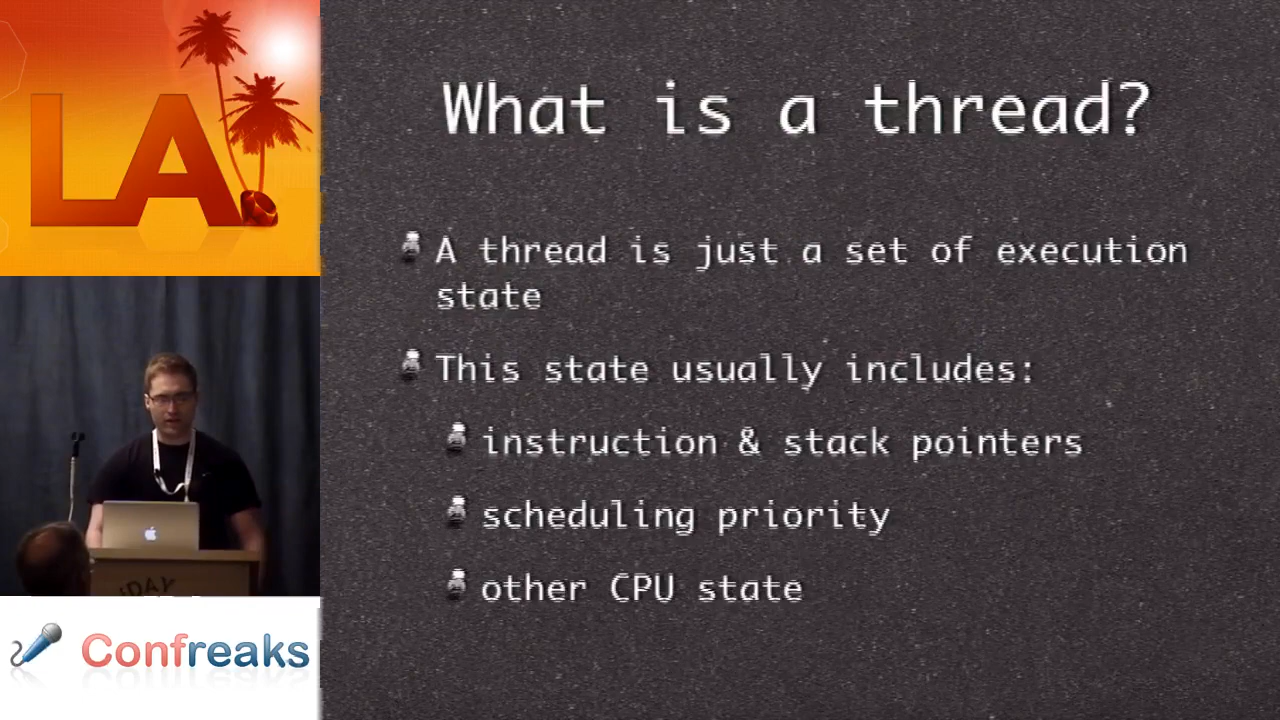 LA.
What is a thread?
A thread is just a set of execution
state
This state usually includes:
instruction & stack pointers
scheduling priority
other CPU state
IDAY
Confreaks